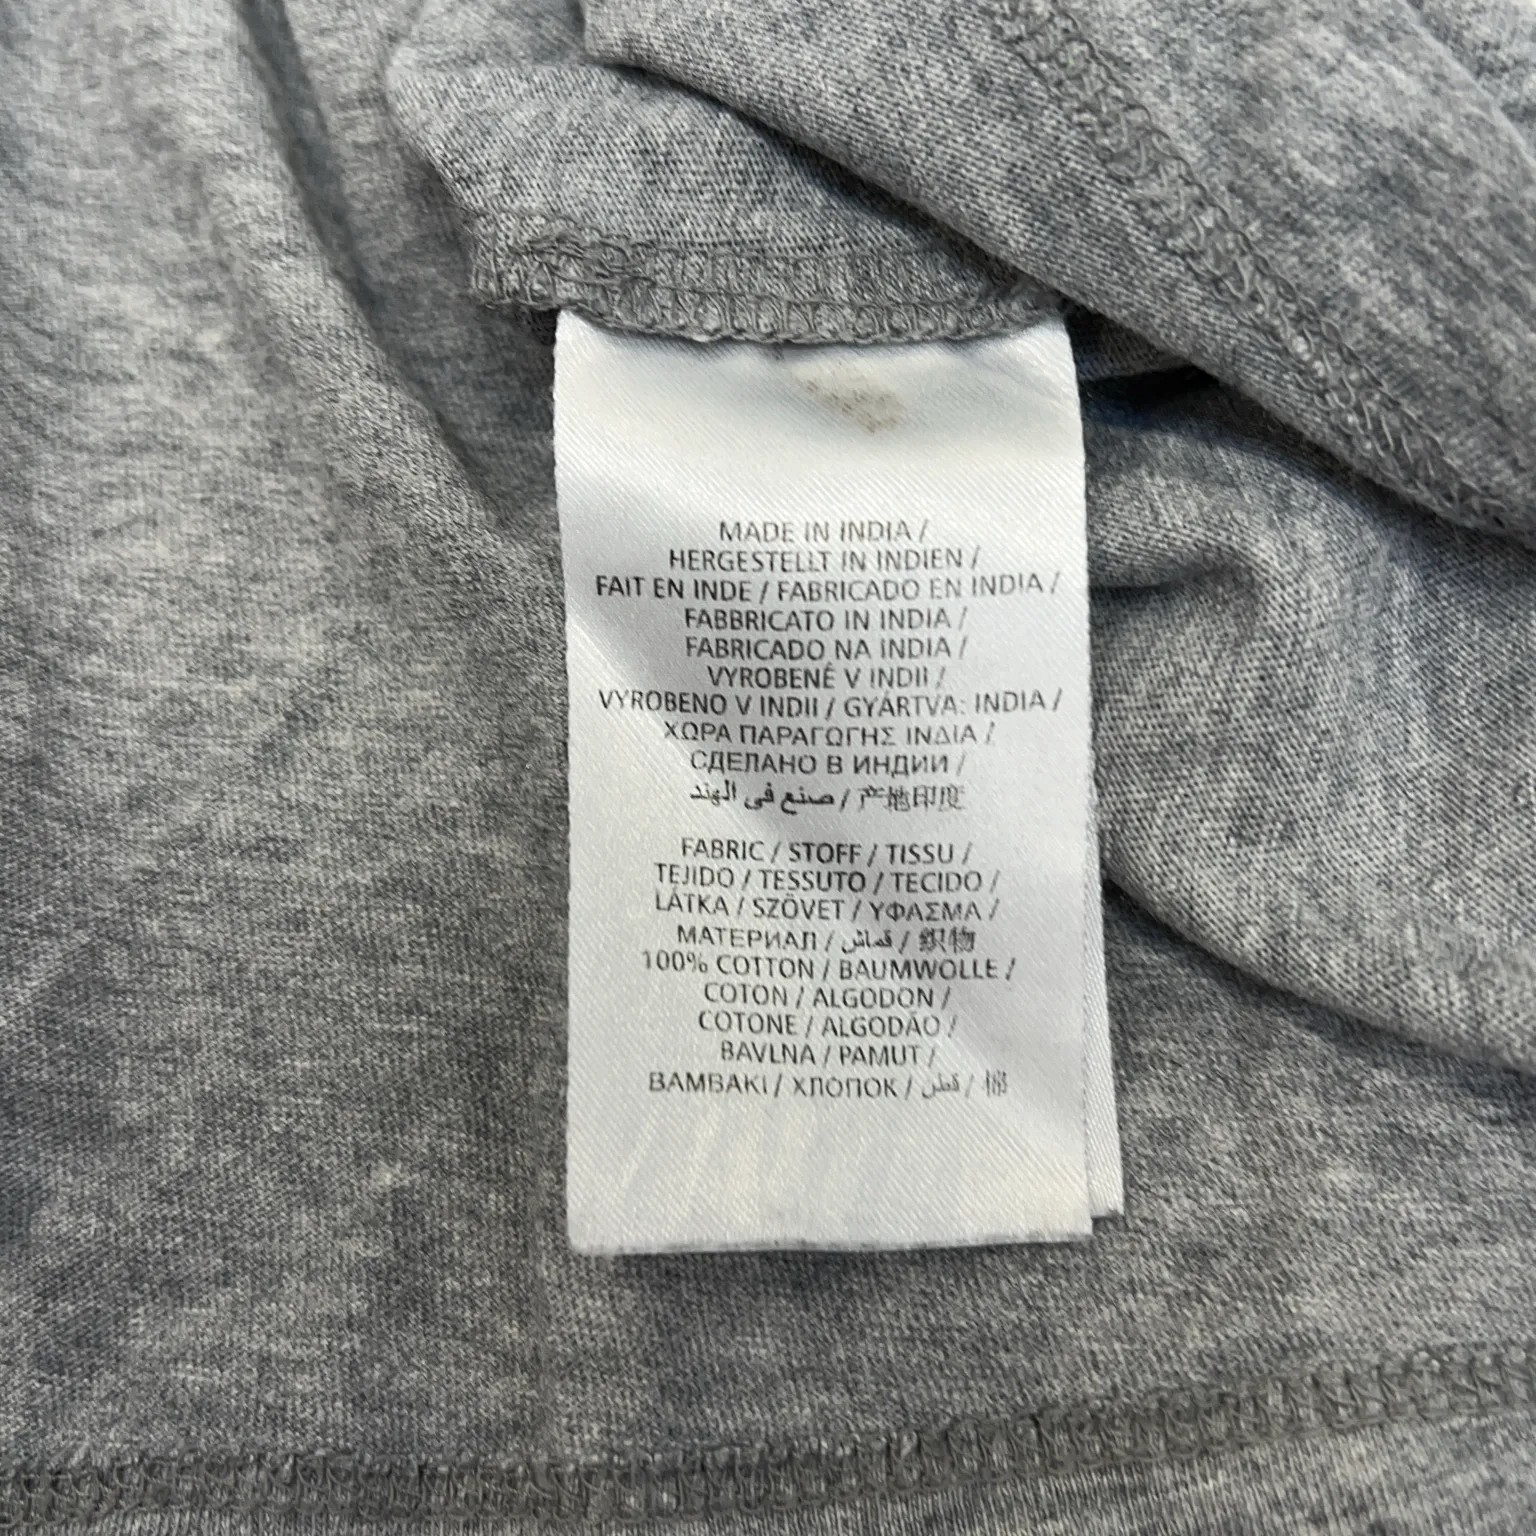 MADE IN INDIA /
HERGESTELLT IN INDIEN /
FAIT EN INDE / FABRICADO EN INDIA /
FABBRICATO IN INDIA /
FABRICADO NA INDIA /
VYROBENÉ V INDII /
VYROBENO V INDII / GYÁRTVA: INDIA /
ΧΩΡΑ ΠΑΡΑΓΩΓΗΣ ΙΝΔΙΑ /
СДЕЛАНО В ИНДИИ /
صنع في الهند / 产地印度
FABRIC / STOFF / TISSU /
TEJIDO / TESSUTO / TECIDO /
LÁTKA / SZÖVET / ΥΦΑΣΜΑ /
МАТЕРИАЛ / قماش / 织物
100% COTTON / BAUMWOLLE /
COTON / ALGODON /
COTONE / ALGODÃO /
BAVLNA / PAMUT /
BAMBAKI / ХЛОПОК / قطن / 棉